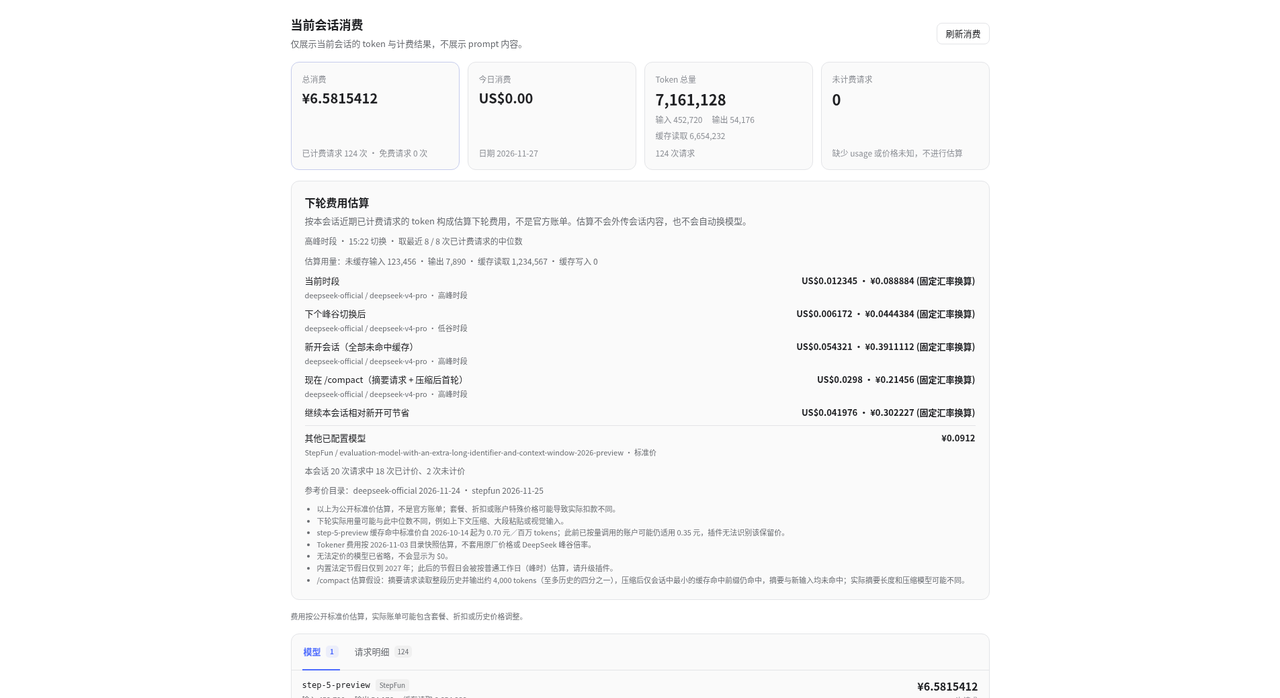 当前会话消费
仅展示当前会话的 token 与计费结果，不展示 prompt 内容。
刷新消费
总消费
¥6.5815412
已计费请求 124 次 · 免费请求 0 次
今日消费
US$0.00
日期 2026-11-27
Token 总量
7,161,128
输入 452,720 输出 54,176
缓存读取 6,654,232
124 次请求
未计费请求
0
缺少 usage 或价格未知，不进行估算
下轮费用估算
按本会话近期已计费请求的 token 构成估算下轮费用，不是官方账单。估算不会外传会话内容，也不会自动换模型。
高峰时段 · 15:22 切换 · 取最近 8 / 8 次已计费请求的中位数
估算用量：未缓存输入 123,456 · 输出 7,890 · 缓存读取 1,234,567 · 缓存写入 0
当前时段 US$0.012345 · ¥0.088884 (固定汇率换算)
deepseek-official / deepseek-v4-pro · 高峰时段
下个峰谷切换后 US$0.006172 · ¥0.0444384 (固定汇率换算)
deepseek-official / deepseek-v4-pro · 低谷时段
新开会话（全部未命中缓存） US$0.054321 · ¥0.3911112 (固定汇率换算)
deepseek-official / deepseek-v4-pro · 高峰时段
现在 /compact（摘要请求 + 压缩后首轮） US$0.0298 · ¥0.21456 (固定汇率换算)
deepseek-official / deepseek-v4-pro · 高峰时段
继续本会话相对新开可节省 US$0.041976 · ¥0.302227 (固定汇率换算)
其他已配置模型 ¥0.0912
StepFun / evaluation-model-with-an-extra-long-identifier-and-context-window-2026-preview · 标准价
本会话 20 次请求中 18 次已计价、2 次未计价
参考价目录：deepseek-official 2026-11-24 · stepfun 2026-11-25
• 以上为公开标准价估算，不是官方账单；套餐、折扣或账户特殊价格可能导致实际扣款不同。
• 下轮实际用量可能与此中位数不同，例如上下文压缩、大段粘贴或视觉输入。
• step-5-preview 缓存命中标准价自 2026-10-14 起为 0.70 元／百万 tokens；此前已按量调用的账户可能仍适用 0.35 元，插件无法识别该保留价。
• Tokener 费用按 2026-11-03 目录快照估算，不套用原厂价格或 DeepSeek 峰谷倍率。
• 无法定价的模型已省略，不会显示为 $0。
• 内置法定节假日仅到 2027 年；此后的节假日会被按普通工作日（峰时）估算，请升级插件。
• /compact 估算假设：摘要请求读取整段历史并输出约 4,000 tokens（至多历史的四分之一），压缩后仅会话中最小的缓存命中前缀仍命中，摘要与新输入均未命中；实际摘要长度和压缩模型可能不同。
费用按公开标准价估算，实际账单可能包含套餐、折扣或历史价格调整。
模型 1 请求明细 124
step-5-preview StepFun ¥6.5815412